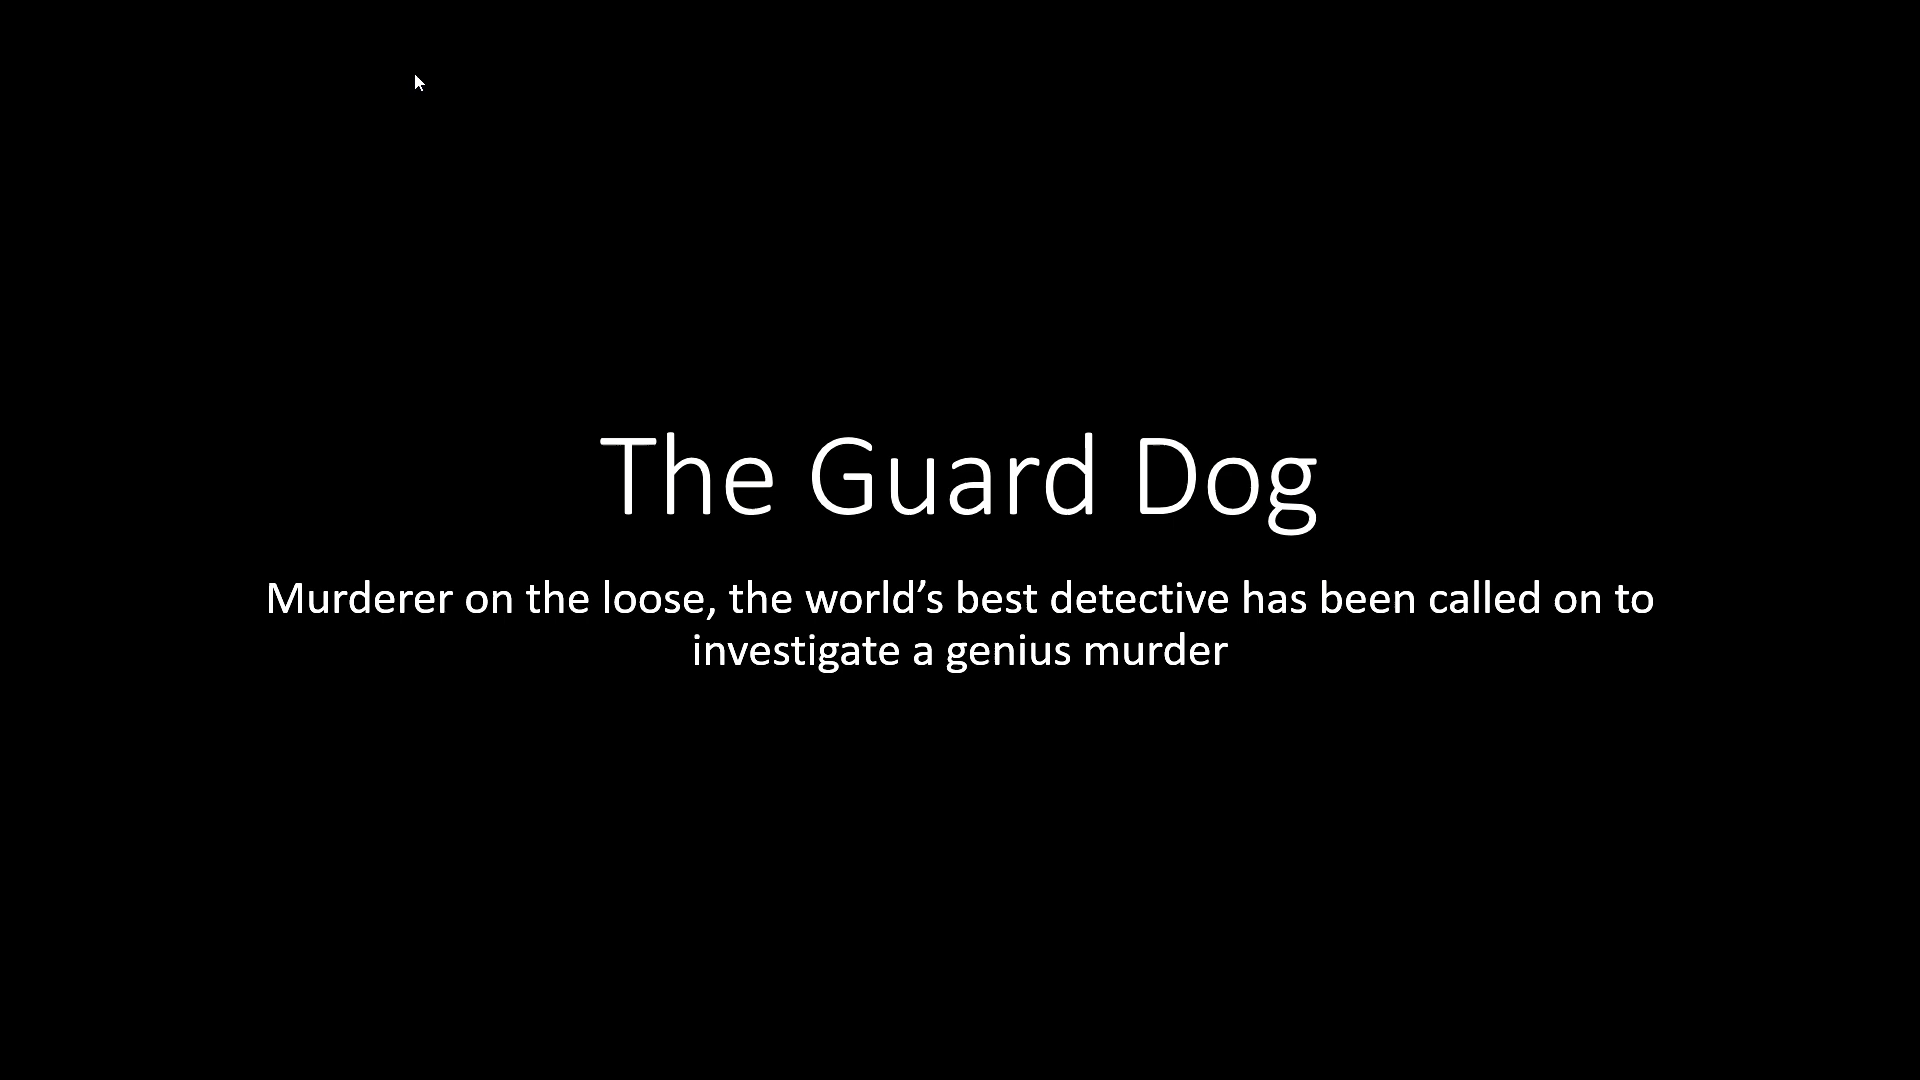 The Guard Dog
Murderer on the loose, the world’s best detective has been called on to
investigate a genius murder